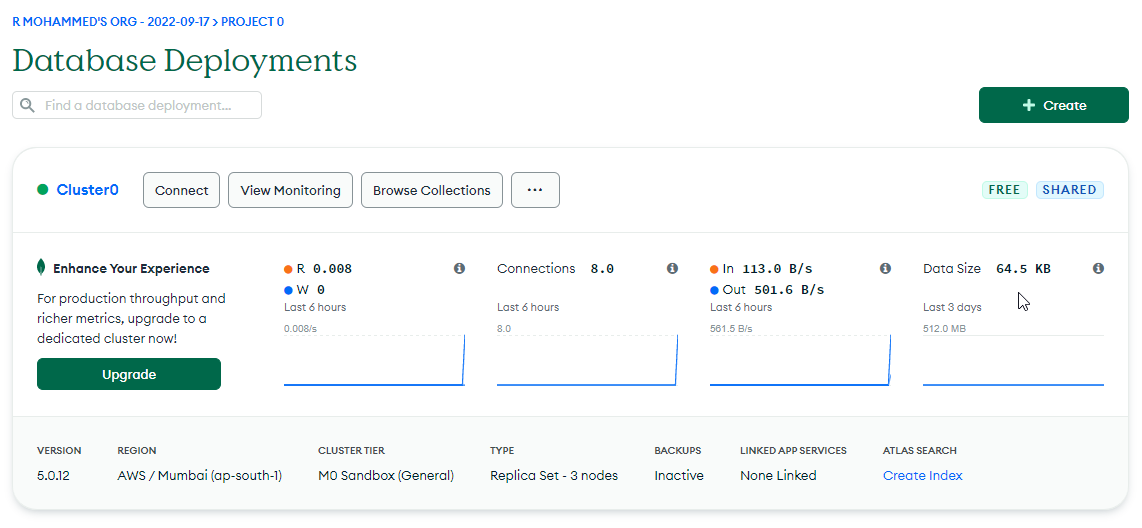 R MOHAMMED'S ORG - 2022-09-17 > PROJECT 0
Database Deployments
Find a database deployment...
+ Create
Cluster0
Connect
View Monitoring
Browse Collections
...
FREE
SHARED
Enhance Your Experience
For production throughput and
richer metrics, upgrade to a
dedicated cluster now!
Upgrade
R 0.008
W 0
Last 6 hours
0.008/s
Connections 8.0
Last 6 hours
8.0
In 113.0 B/s
Out 501.6 B/s
Last 6 hours
561.5 B/s
Data Size 64.5 KB
Last 3 days
512.0 MB
VERSION
5.0.12
REGION
AWS / Mumbai (ap-south-1)
CLUSTER TIER
M0 Sandbox (General)
TYPE
Replica Set - 3 nodes
BACKUPS
Inactive
LINKED APP SERVICES
None Linked
ATLAS SEARCH
Create Index